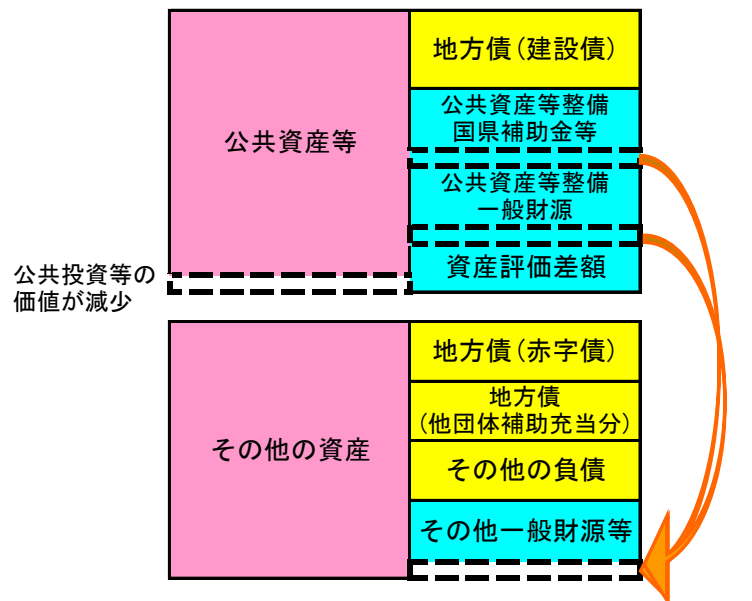 地方債(建設債)
公共資産等整備
国県補助金等
公共資産等
公共資産等整備
一般財源
資産評価差額
公共投資等の
価値が減少
地方債(赤字債)
地方債
(他団体補助充当分)
その他の資産
その他の負債
その他一般財源等